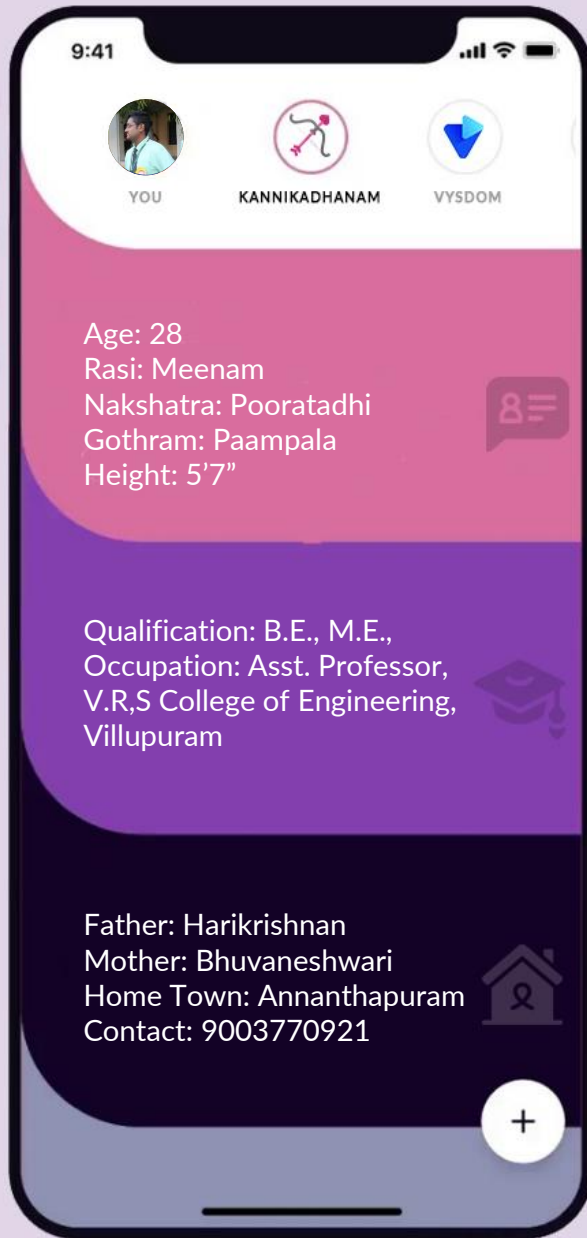 9:41
YOU
KANNIKADHANAM
VYSDOM
Age: 28
Rasi: Meenam
Nakshatra: Pooratadhi
Gothram: Paampala
Height: 5’7”
Qualification: B.E., M.E.,
Occupation: Asst. Professor,
V.R,S College of Engineering,
Villupuram
Father: Harikrishnan
Mother: Bhuvaneshwari
Home Town: Annanthapuram
Contact: 9003770921
+